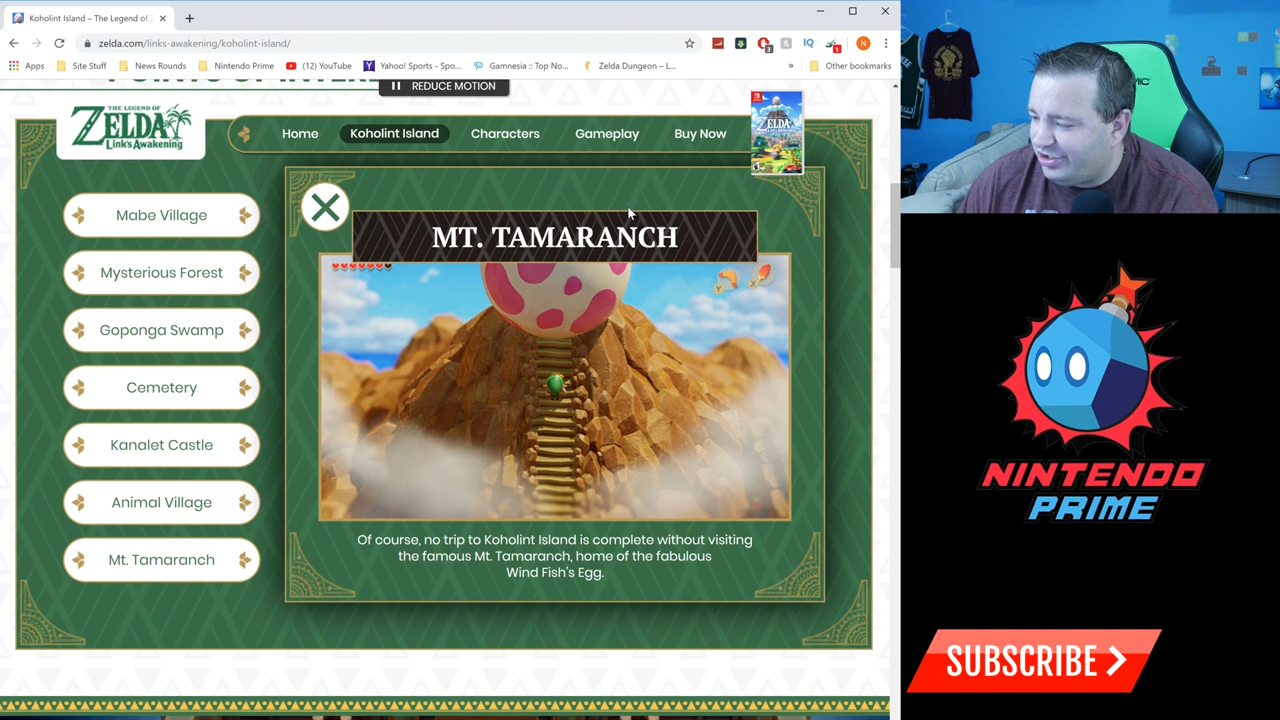 Koholint Island – The Legend of Z
zelda.com/links-awakening/koholint-island/
3
IQ
1
N
Apps
Site Stuff
News Rounds
Nintendo Prime
(12) YouTube
Yahoo! Sports - Spo...
Gamnesia :: Top No...
Zelda Dungeon – L...
»
Other bookmarks
REDUCE MOTION
THE LEGEND OF
ZELDA
Link's Awakening
Home
Koholint Island
Characters
Gameplay
Buy Now
ZELDA
Mabe Village
Mysterious Forest
Goponga Swamp
Cemetery
Kanalet Castle
Animal Village
Mt. Tamaranch
MT. TAMARANCH
Y
X
Of course, no trip to Koholint Island is complete without visiting
the famous Mt. Tamaranch, home of the fabulous
Wind Fish's Egg.
NINTENDO
PRIME
SUBSCRIBE